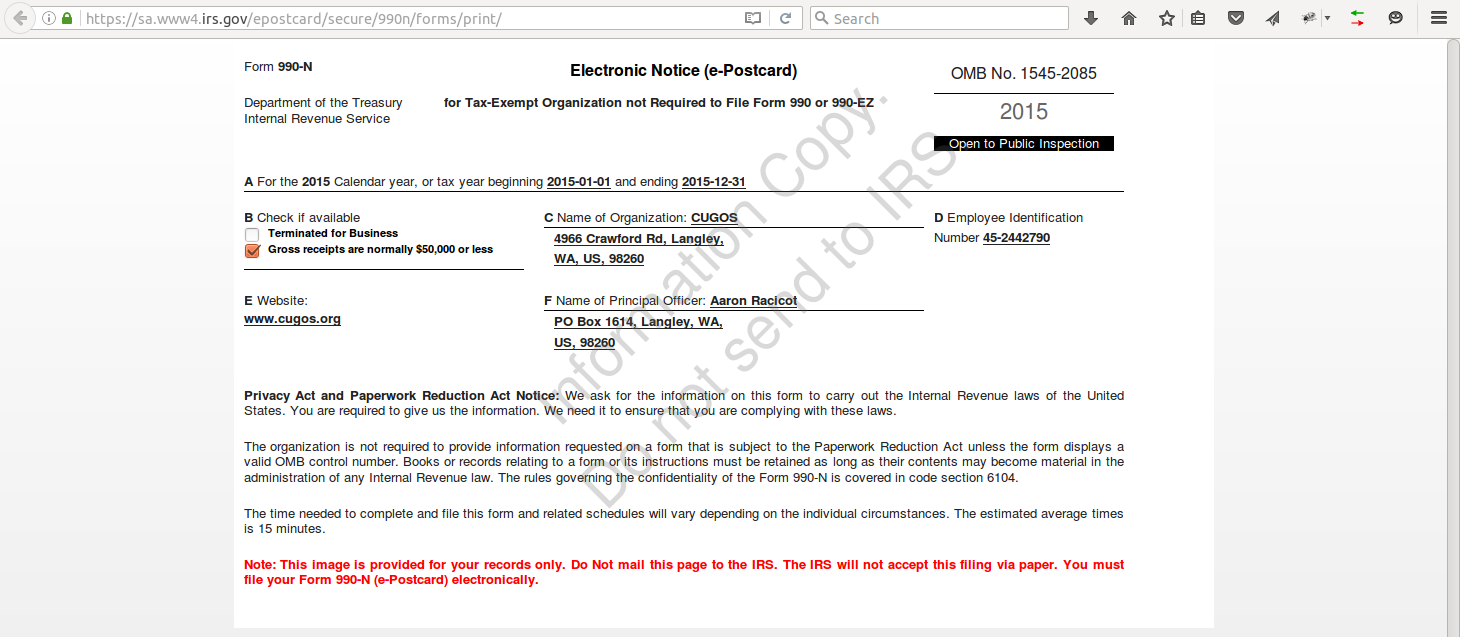 https://sa.www4.irs.gov/epostcard/secure/990n/forms/print/
Search
Form 990-N
Electronic Notice (e-Postcard)
OMB No. 1545-2085
Department of the Treasury
Internal Revenue Service
for Tax-Exempt Organization not Required to File Form 990 or 990-EZ
2015
Open to Public Inspection
A For the 2015 Calendar year, or tax year beginning 2015-01-01 and ending 2015-12-31
B Check if available
Terminated for Business
Gross receipts are normally $50,000 or less
C Name of Organization: CUGOS
4966 Crawford Rd, Langley,
WA, US, 98260
D Employee Identification
Number 45-2442790
E Website:
www.cugos.org
F Name of Principal Officer: Aaron Racicot
PO Box 1614, Langley, WA,
US, 98260
Privacy Act and Paperwork Reduction Act Notice: We ask for the information on this form to carry out the Internal Revenue laws of the United
States. You are required to give us the information. We need it to ensure that you are complying with these laws.
The organization is not required to provide information requested on a form that is subject to the Paperwork Reduction Act unless the form displays a
valid OMB control number. Books or records relating to a form or its instructions must be retained as long as their contents may become material in the
administration of any Internal Revenue law. The rules governing the confidentiality of the Form 990-N is covered in code section 6104.
The time needed to complete and file this form and related schedules will vary depending on the individual circumstances. The estimated average times
is 15 minutes.
Note: This image is provided for your records only. Do Not mail this page to the IRS. The IRS will not accept this filing via paper. You must
file your Form 990-N (e-Postcard) electronically.
Information Copy.
Do not send to IRS